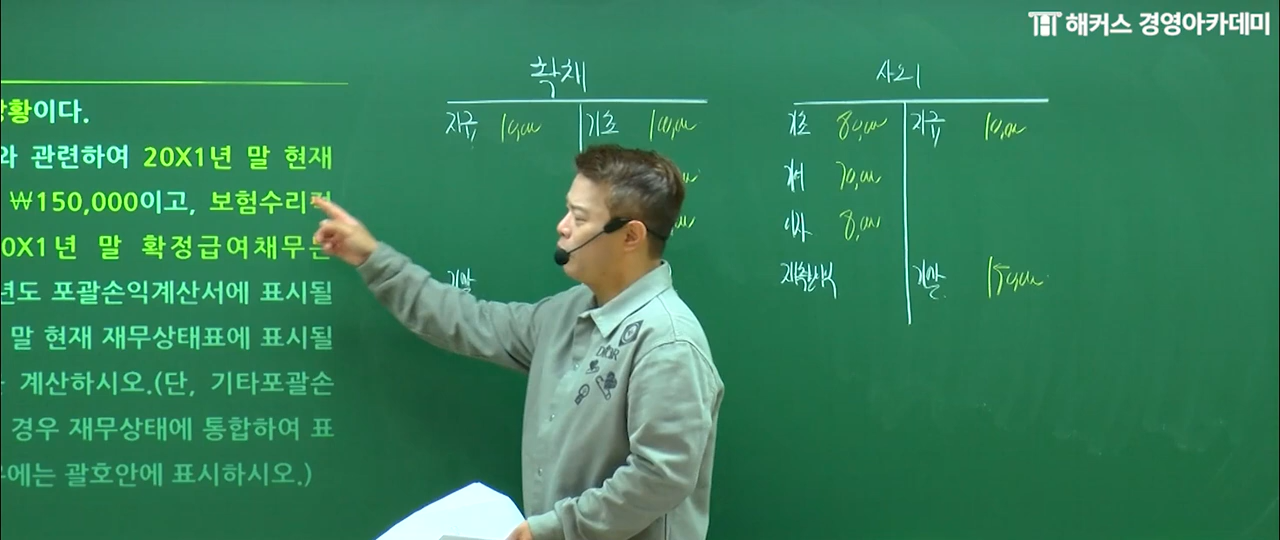 해커스 경영아카데미
황이다.
관련하여 20X1년 말 현재
₩150,000이고, 보험수리적
0X1년 말 확정급여채무는
년도 포괄손익계산서에 표시될
말 현재 재무상태표에 표시될
계산하시오.(단, 기타포괄손
경우 재무상태에 통합하여 표
에는 괄호안에 표시하시오.)
확채
지급 10,000 기초 100,000
기말
사외
기초 80,000 지급 10,000
기여 70,000
이자 8,000
기말 150,000